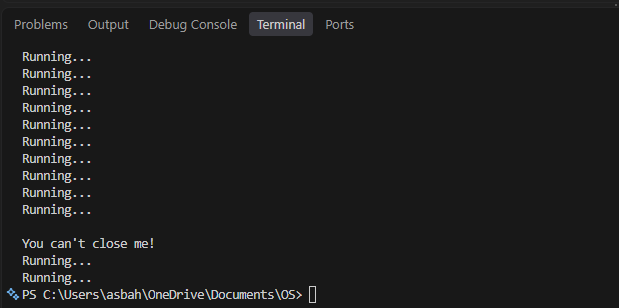 Problems Output Debug Console Terminal Ports
Running...
Running...
Running...
Running...
Running...
Running...
Running...
Running...
Running...
Running...
You can't close me!
Running...
Running...
PS C:\Users\asbah\OneDrive\Documents\OS>